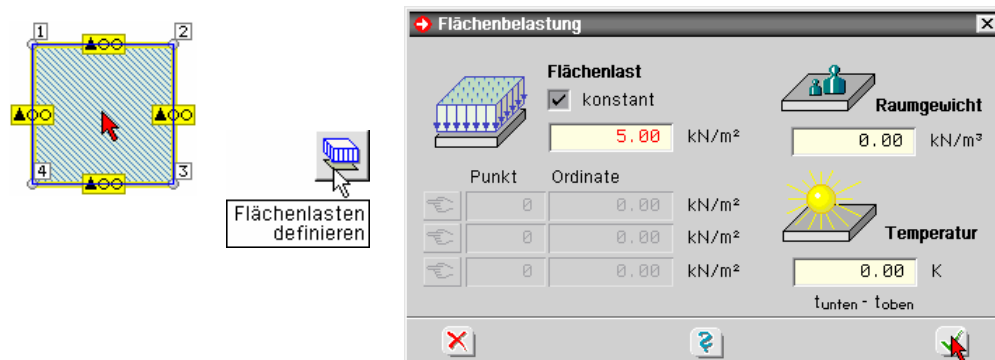 1
2
4
3
Flächenlasten
definieren
Flächenbelastung
Flächenlast
konstant
5.00 kN/m²
Punkt Ordinate
0 0.00 kN/m²
0 0.00 kN/m²
0 0.00 kN/m²
Raumgewicht
0.00 kN/m³
Temperatur
0.00 K
tunten - toben